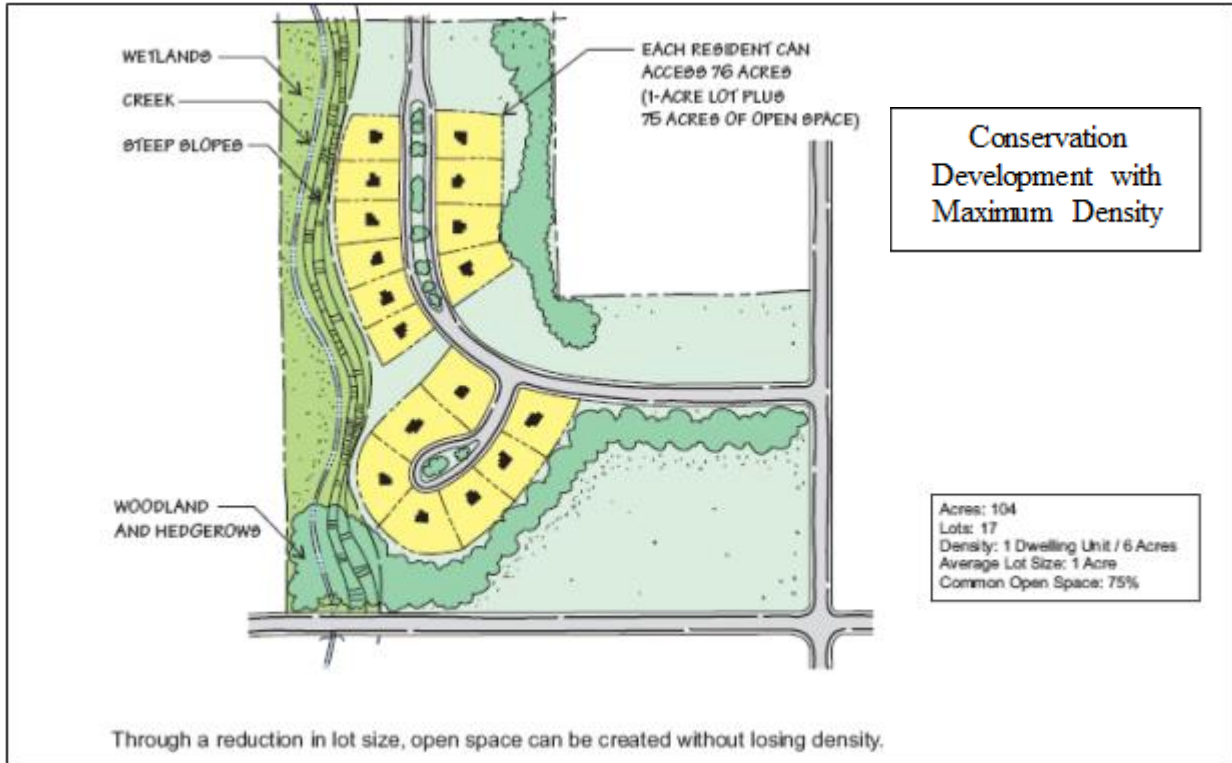 WETLANDS
CREEK
STEEP SLOPES
EACH RESIDENT CAN
ACCESS 76 ACRES
(1-ACRE LOT PLUS
75 ACRES OF OPEN SPACE)
Conservation
Development with
Maximum Density
WOODLAND
AND HEDGEROWS
Acres: 104
Lots: 17
Density: 1 Dwelling Unit / 6 Acres
Average Lot Size: 1 Acre
Common Open Space: 75%
Through a reduction in lot size, open space can be created without losing density.